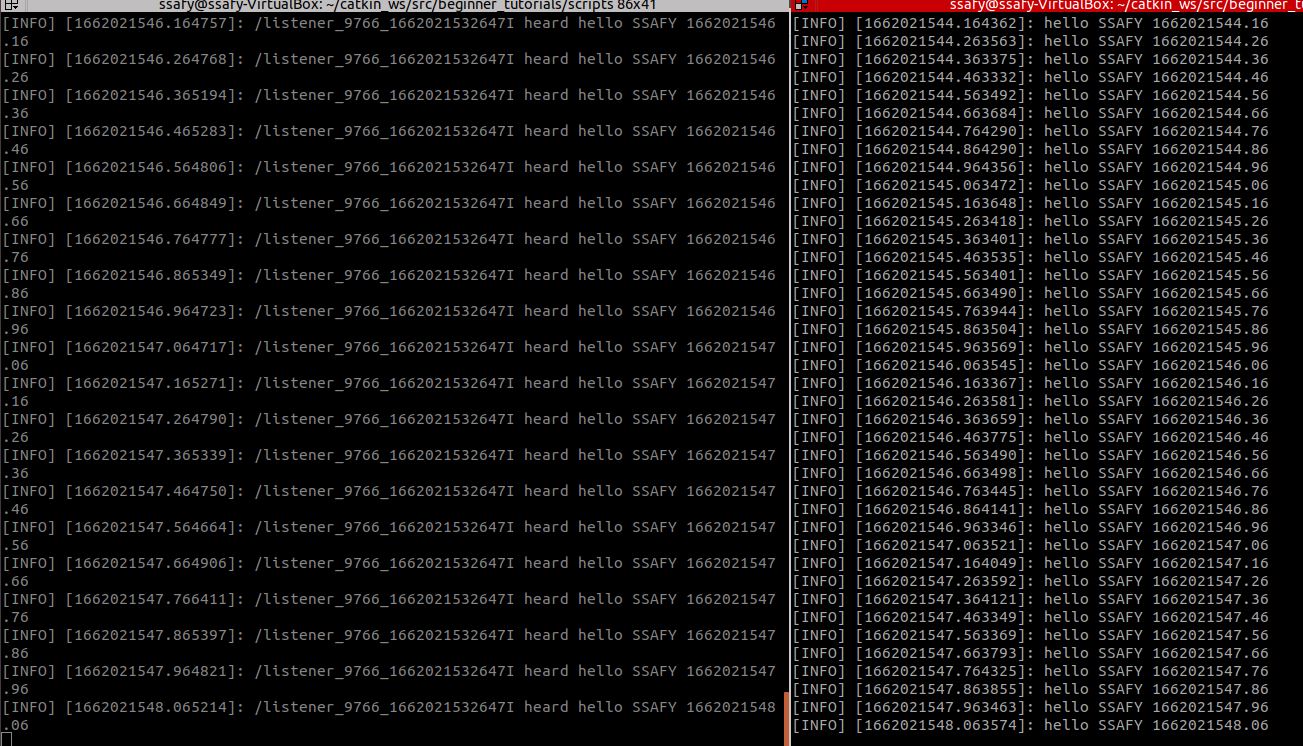 ssafy@ssafy-VirtualBox: ~/catkin_ws/src/beginner_tutorials/scripts 86x41
[INFO] [1662021546.164757]: /listener_9766_1662021532647I heard hello SSAFY 1662021546
.16
[INFO] [1662021546.264768]: /listener_9766_1662021532647I heard hello SSAFY 1662021546
.26
[INFO] [1662021546.365194]: /listener_9766_1662021532647I heard hello SSAFY 1662021546
.36
[INFO] [1662021546.465283]: /listener_9766_1662021532647I heard hello SSAFY 1662021546
.46
[INFO] [1662021546.564806]: /listener_9766_1662021532647I heard hello SSAFY 1662021546
.56
[INFO] [1662021546.664849]: /listener_9766_1662021532647I heard hello SSAFY 1662021546
.66
[INFO] [1662021546.764777]: /listener_9766_1662021532647I heard hello SSAFY 1662021546
.76
[INFO] [1662021546.865349]: /listener_9766_1662021532647I heard hello SSAFY 1662021546
.86
[INFO] [1662021546.964723]: /listener_9766_1662021532647I heard hello SSAFY 1662021546
.96
[INFO] [1662021547.064717]: /listener_9766_1662021532647I heard hello SSAFY 1662021547
.06
[INFO] [1662021547.165271]: /listener_9766_1662021532647I heard hello SSAFY 1662021547
.16
[INFO] [1662021547.264790]: /listener_9766_1662021532647I heard hello SSAFY 1662021547
.26
[INFO] [1662021547.365339]: /listener_9766_1662021532647I heard hello SSAFY 1662021547
.36
[INFO] [1662021547.464750]: /listener_9766_1662021532647I heard hello SSAFY 1662021547
.46
[INFO] [1662021547.564664]: /listener_9766_1662021532647I heard hello SSAFY 1662021547
.56
[INFO] [1662021547.664906]: /listener_9766_1662021532647I heard hello SSAFY 1662021547
.66
[INFO] [1662021547.766411]: /listener_9766_1662021532647I heard hello SSAFY 1662021547
.76
[INFO] [1662021547.865397]: /listener_9766_1662021532647I heard hello SSAFY 1662021547
.86
[INFO] [1662021547.964821]: /listener_9766_1662021532647I heard hello SSAFY 1662021547
.96
[INFO] [1662021548.065214]: /listener_9766_1662021532647I heard hello SSAFY 1662021548
.06
ssafy@ssafy-VirtualBox: ~/catkin_ws/src/beginner_tu
[INFO] [1662021544.164362]: hello SSAFY 1662021544.16
[INFO] [1662021544.263563]: hello SSAFY 1662021544.26
[INFO] [1662021544.363375]: hello SSAFY 1662021544.36
[INFO] [1662021544.463332]: hello SSAFY 1662021544.46
[INFO] [1662021544.563492]: hello SSAFY 1662021544.56
[INFO] [1662021544.663684]: hello SSAFY 1662021544.66
[INFO] [1662021544.764290]: hello SSAFY 1662021544.76
[INFO] [1662021544.864290]: hello SSAFY 1662021544.86
[INFO] [1662021544.964356]: hello SSAFY 1662021544.96
[INFO] [1662021545.063472]: hello SSAFY 1662021545.06
[INFO] [1662021545.163648]: hello SSAFY 1662021545.16
[INFO] [1662021545.263418]: hello SSAFY 1662021545.26
[INFO] [1662021545.363401]: hello SSAFY 1662021545.36
[INFO] [1662021545.463535]: hello SSAFY 1662021545.46
[INFO] [1662021545.563401]: hello SSAFY 1662021545.56
[INFO] [1662021545.663490]: hello SSAFY 1662021545.66
[INFO] [1662021545.763944]: hello SSAFY 1662021545.76
[INFO] [1662021545.863504]: hello SSAFY 1662021545.86
[INFO] [1662021545.963569]: hello SSAFY 1662021545.96
[INFO] [1662021546.063545]: hello SSAFY 1662021546.06
[INFO] [1662021546.163367]: hello SSAFY 1662021546.16
[INFO] [1662021546.263581]: hello SSAFY 1662021546.26
[INFO] [1662021546.363659]: hello SSAFY 1662021546.36
[INFO] [1662021546.463775]: hello SSAFY 1662021546.46
[INFO] [1662021546.563490]: hello SSAFY 1662021546.56
[INFO] [1662021546.663498]: hello SSAFY 1662021546.66
[INFO] [1662021546.763445]: hello SSAFY 1662021546.76
[INFO] [1662021546.864141]: hello SSAFY 1662021546.86
[INFO] [1662021546.963346]: hello SSAFY 1662021546.96
[INFO] [1662021547.063521]: hello SSAFY 1662021547.06
[INFO] [1662021547.164049]: hello SSAFY 1662021547.16
[INFO] [1662021547.263592]: hello SSAFY 1662021547.26
[INFO] [1662021547.364121]: hello SSAFY 1662021547.36
[INFO] [1662021547.463349]: hello SSAFY 1662021547.46
[INFO] [1662021547.563369]: hello SSAFY 1662021547.56
[INFO] [1662021547.663793]: hello SSAFY 1662021547.66
[INFO] [1662021547.764325]: hello SSAFY 1662021547.76
[INFO] [1662021547.863855]: hello SSAFY 1662021547.86
[INFO] [1662021547.963463]: hello SSAFY 1662021547.96
[INFO] [1662021548.063574]: hello SSAFY 1662021548.06